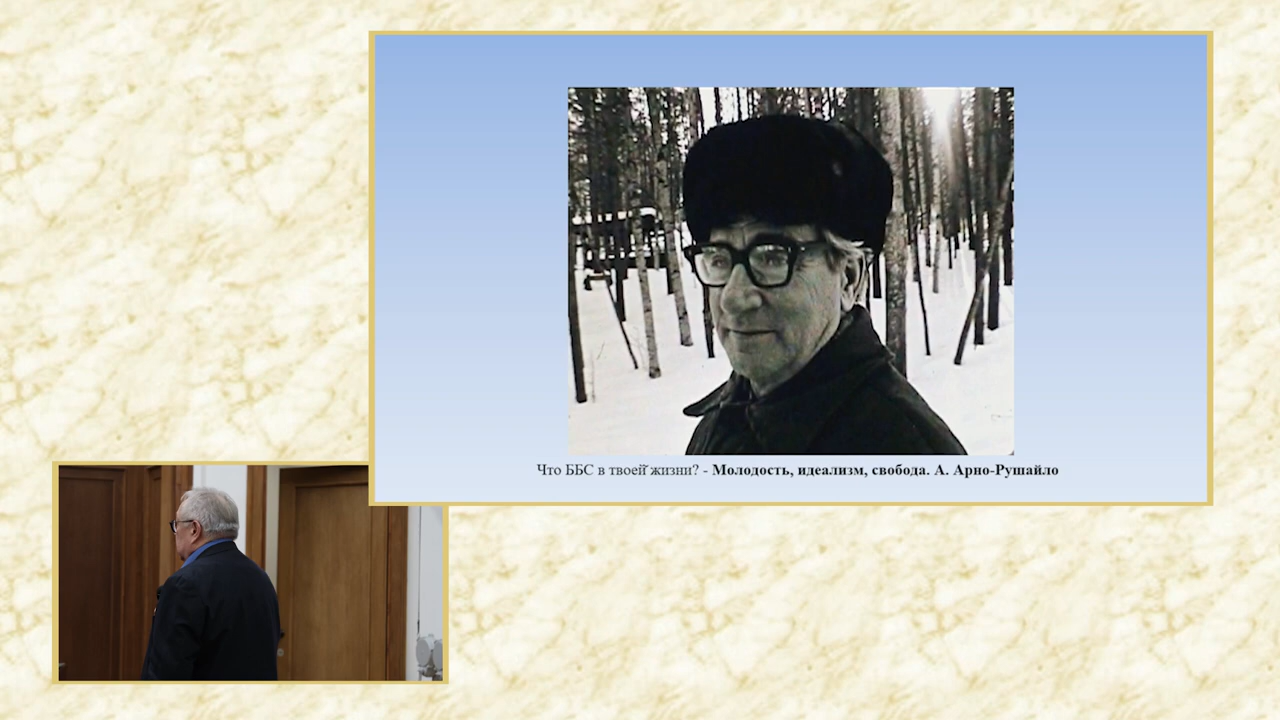 Что ББС в твоей жизни? - Молодость, идеализм, свобода. А. Арно-Рушайло